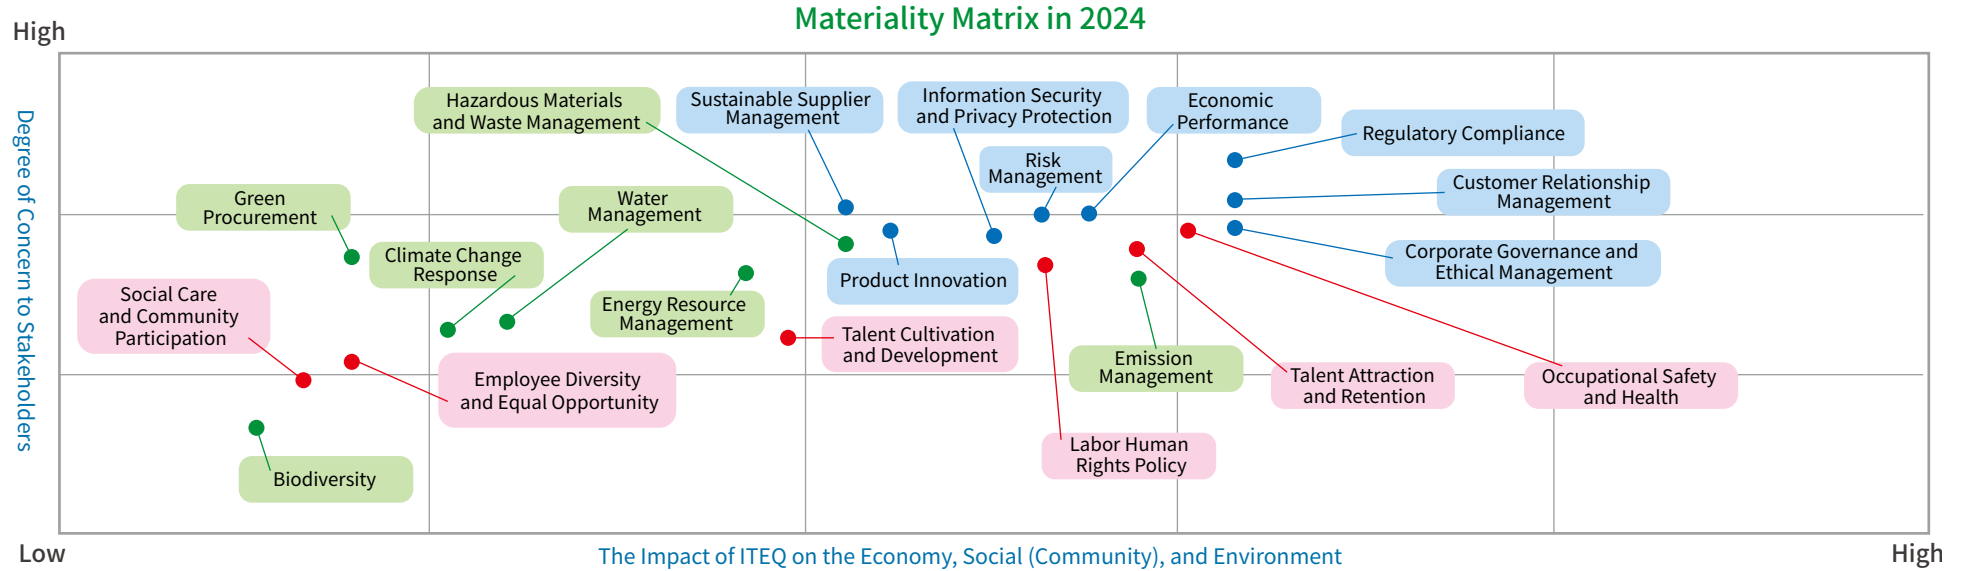 Materiality Matrix in 2024
High
Degree of Concern to Stakeholders
Hazardous Materials
and Waste Management
Sustainable Supplier
Management
Information Security
and Privacy Protection
Economic
Performance
Regulatory Compliance
Risk
Management
Customer Relationship
Management
Green
Procurement
Water
Management
Climate Change
Response
Corporate Governance and
Ethical Management
Product Innovation
Energy Resource
Management
Social Care
and Community
Participation
Talent Cultivation
and Development
Emission
Management
Talent Attraction
and Retention
Occupational Safety
and Health
Employee Diversity
and Equal Opportunity
Labor Human
Rights Policy
Biodiversity
Low
The Impact of ITEQ on the Economy, Social (Community), and Environment
High